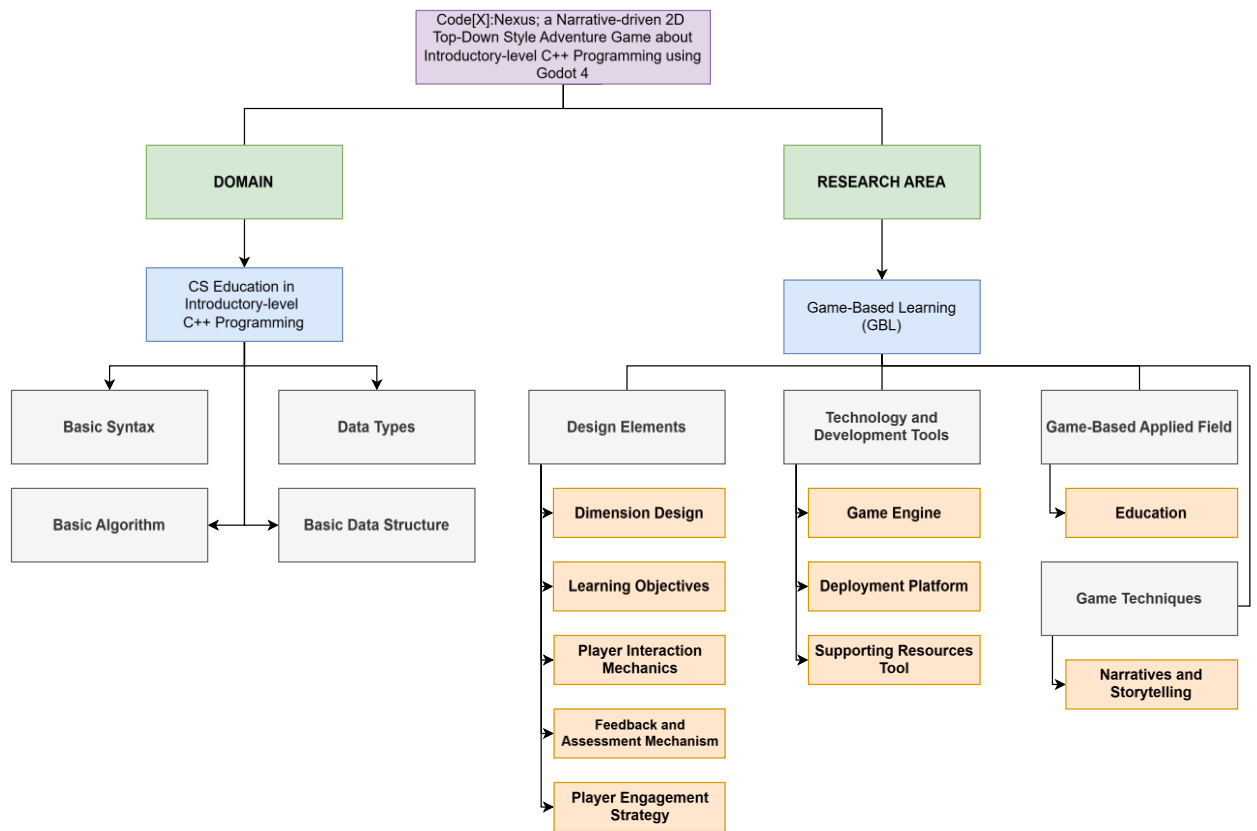 Code[X]:Nexus; a Narrative-driven 2D
Top-Down Style Adventure Game about
Introductory-level C++ Programming using
Godot 4
DOMAIN
RESEARCH AREA
CS Education in
Introductory-level
C++ Programming
Game-Based Learning
(GBL)
Basic Syntax
Data Types
Basic Algorithm
Basic Data Structure
Design Elements
Dimension Design
Learning Objectives
Player Interaction
Mechanics
Feedback and
Assessment Mechanism
Player Engagement
Strategy
Technology and
Development Tools
Game Engine
Deployment Platform
Supporting Resources
Tool
Game-Based Applied Field
Education
Game Techniques
Narratives and
Storytelling